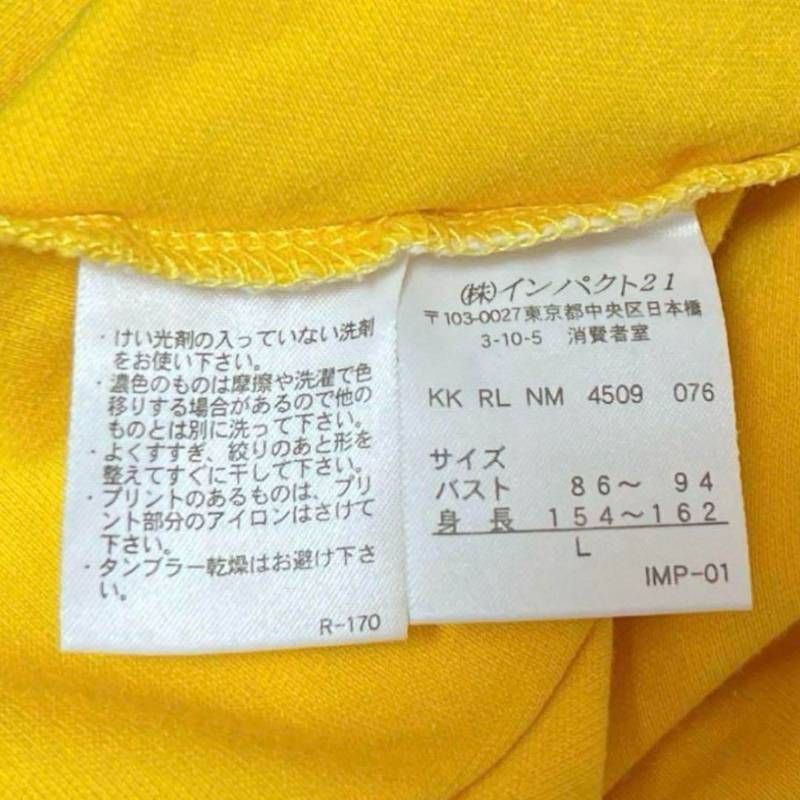 ・けい光剤の入っていない洗剤
をお使い下さい。
・濃色のものは摩擦や洗濯で色
移りする場合があるので他の
ものとは別に洗って下さい。
・よくすすぎ、絞りのあと形を
整えてすぐに干して下さい。
・プリントのあるものは、プリ
ント部分のアイロンはさけて
下さい。
・タンブラー乾燥はお避け下さ
い。
R-170
(株)インパクト21
〒103-0027東京都中央区日本橋
3-10-5 消費者室
KK RL NM 4509 076
サイズ
バスト 86〜 94
身長 154〜162
L
IMP-01